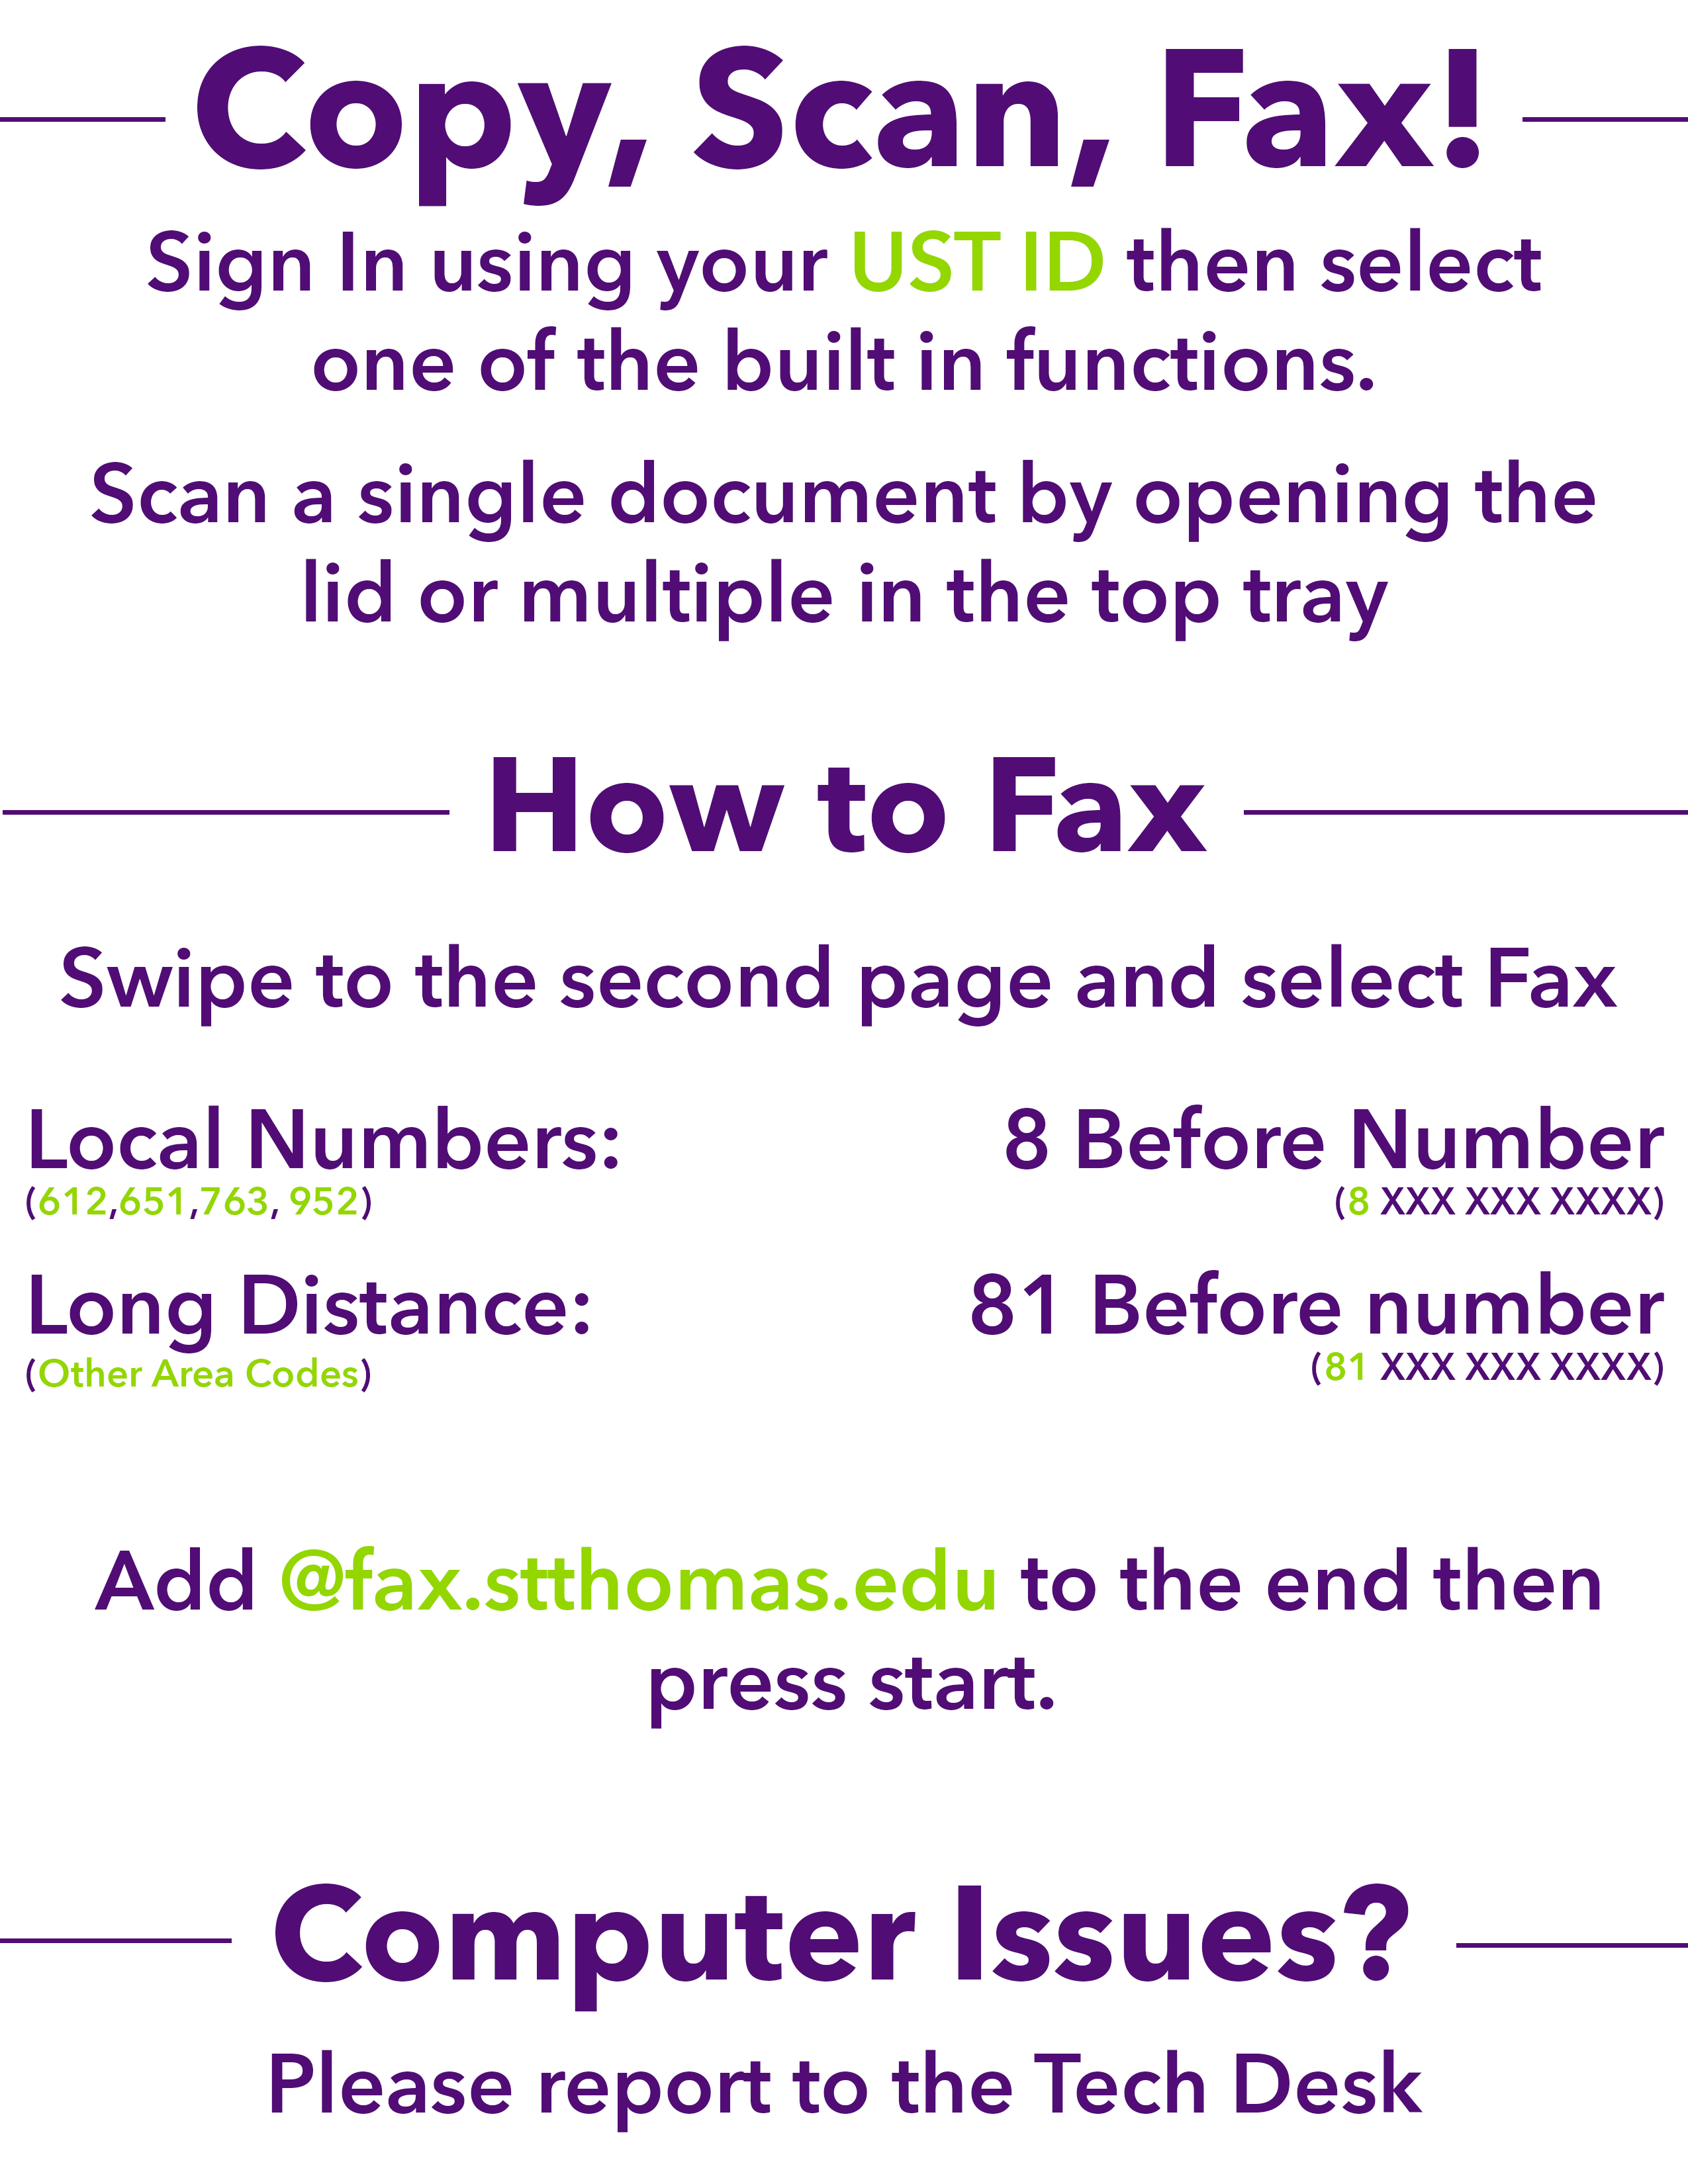 Copy, Scan, Fax!
Sign In using your UST ID then select
one of the built in functions.
Scan a single document by opening the
lid or multiple in the top tray
How to Fax
Swipe to the second page and select Fax
Local Numbers: 8 Before Number
(612,651,763, 952) (8 XXX XXX XXXX)
Long Distance: 81 Before number
(Other Area Codes) (81 XXX XXX XXXX)
Add @fax.stthomas.edu to the end then
press start.
Computer Issues?
Please report to the Tech Desk